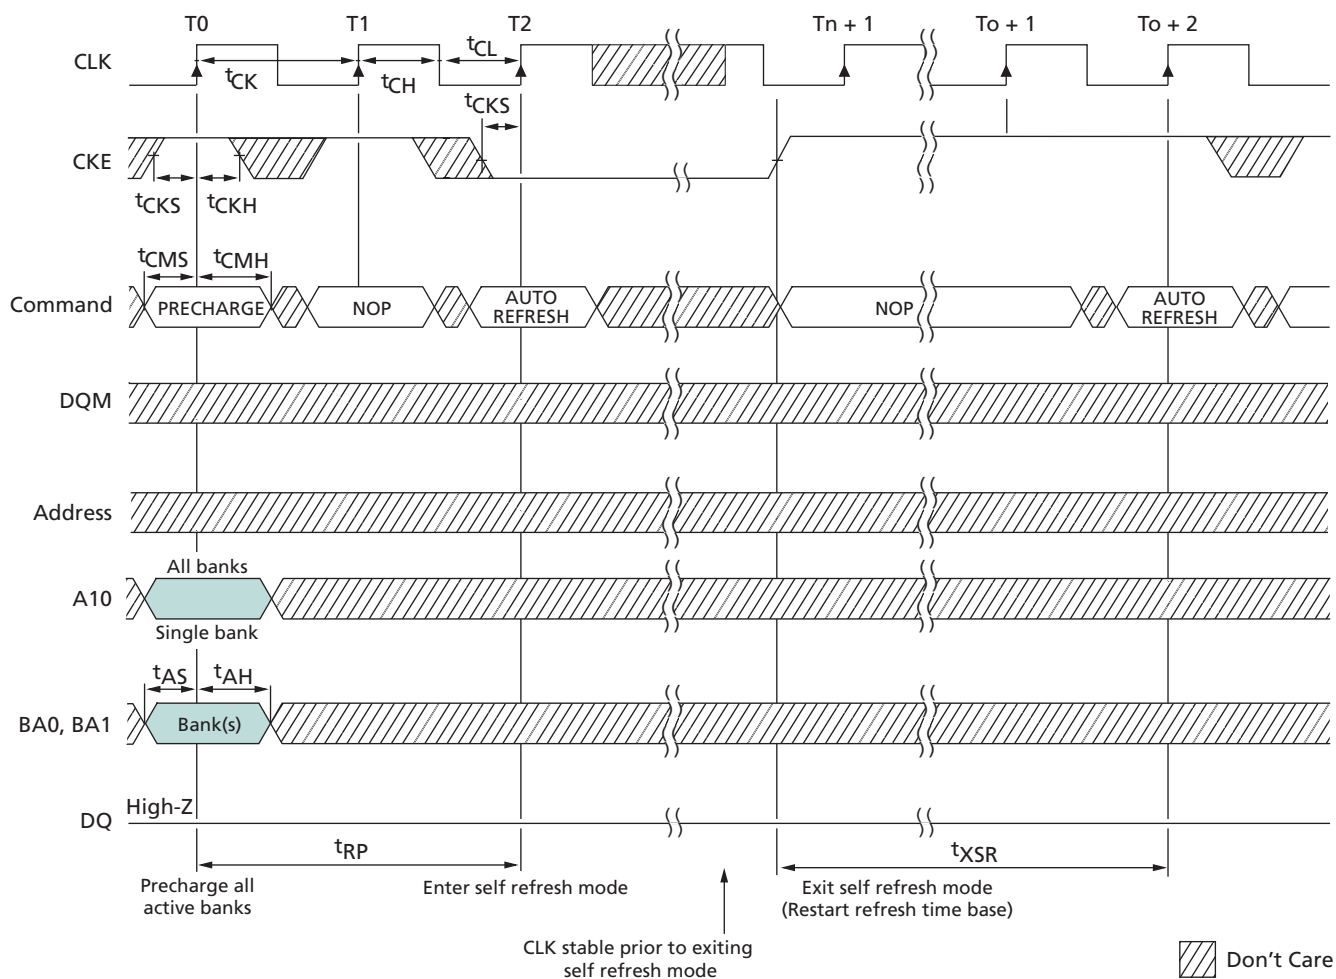 T0 T1 T2 Tn + 1 To + 1 To + 2
CLK
tCK tCH tCL
tCKS
CKE
tCKS tCKH
tCMS tCMH
Command PRECHARGE NOP AUTO REFRESH NOP AUTO REFRESH
DQM
Address
All banks
A10
Single bank
tAS tAH
BA0, BA1 Bank(s)
High-Z
DQ
tRP tXSR
Precharge all
active banks
Enter self refresh mode
Exit self refresh mode
(Restart refresh time base)
CLK stable prior to exiting
self refresh mode
Don't Care